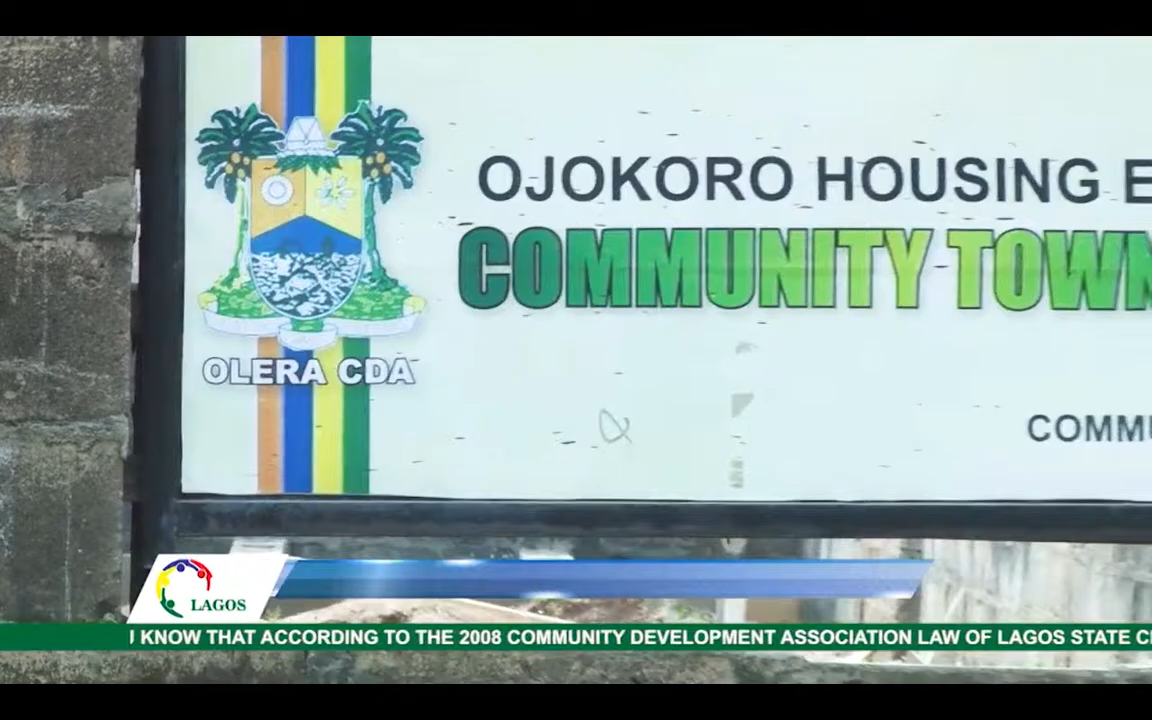 OJOKORO HOUSING E
COMMUNITY TOWN
OLERA CDA
COMMU
LAGOS
U KNOW THAT ACCORDING TO THE 2008 COMMUNITY DEVELOPMENT ASSOCIATION LAW OF LAGOS STATE C